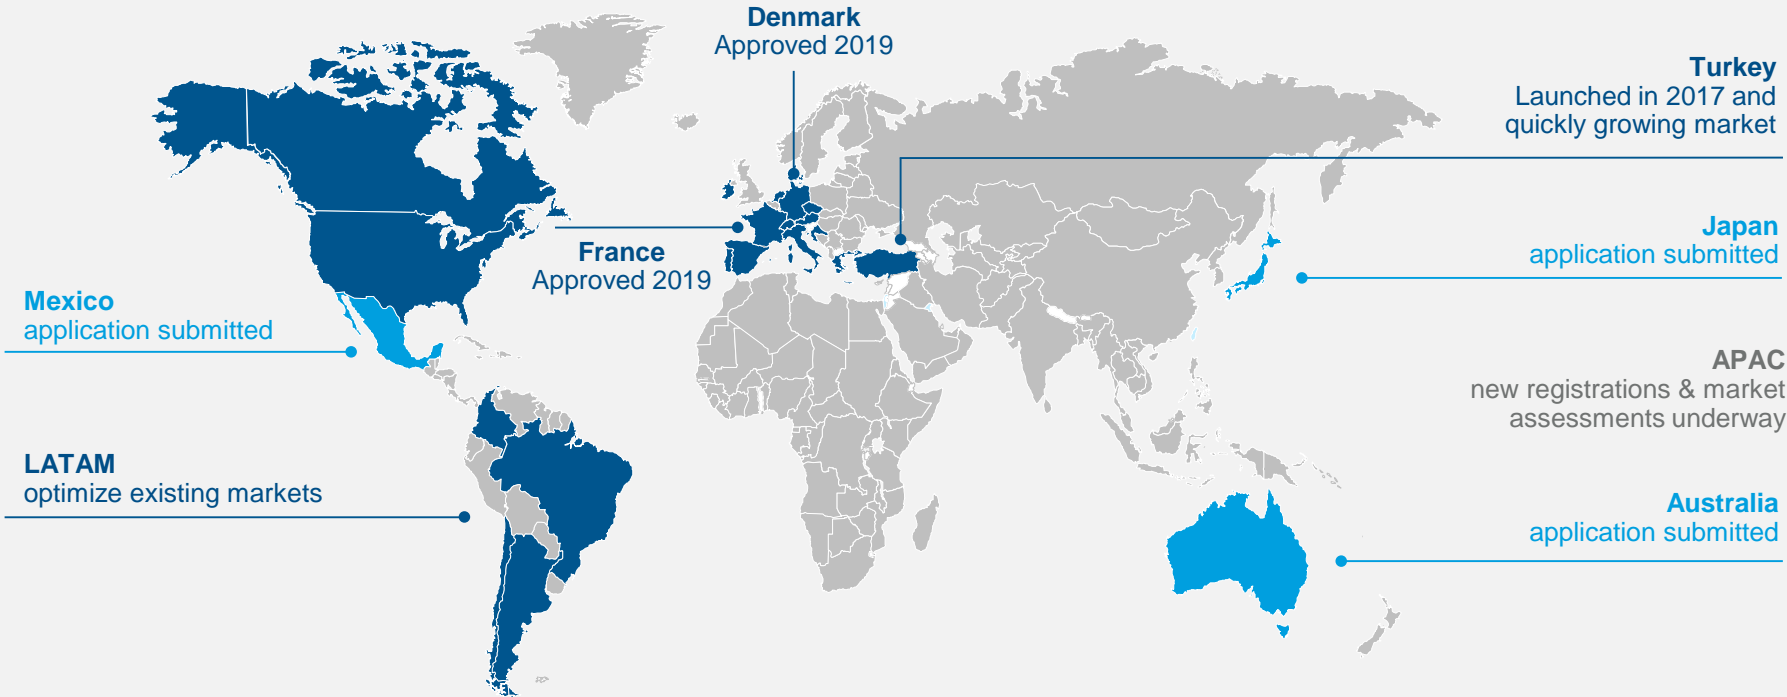 Denmark
Approved 2019
Turkey
Launched in 2017 and
quickly growing market
France
Approved 2019
Japan
application submitted
Mexico
application submitted
APAC
new registrations & market
assessments underway
LATAM
optimize existing markets
Australia
application submitted